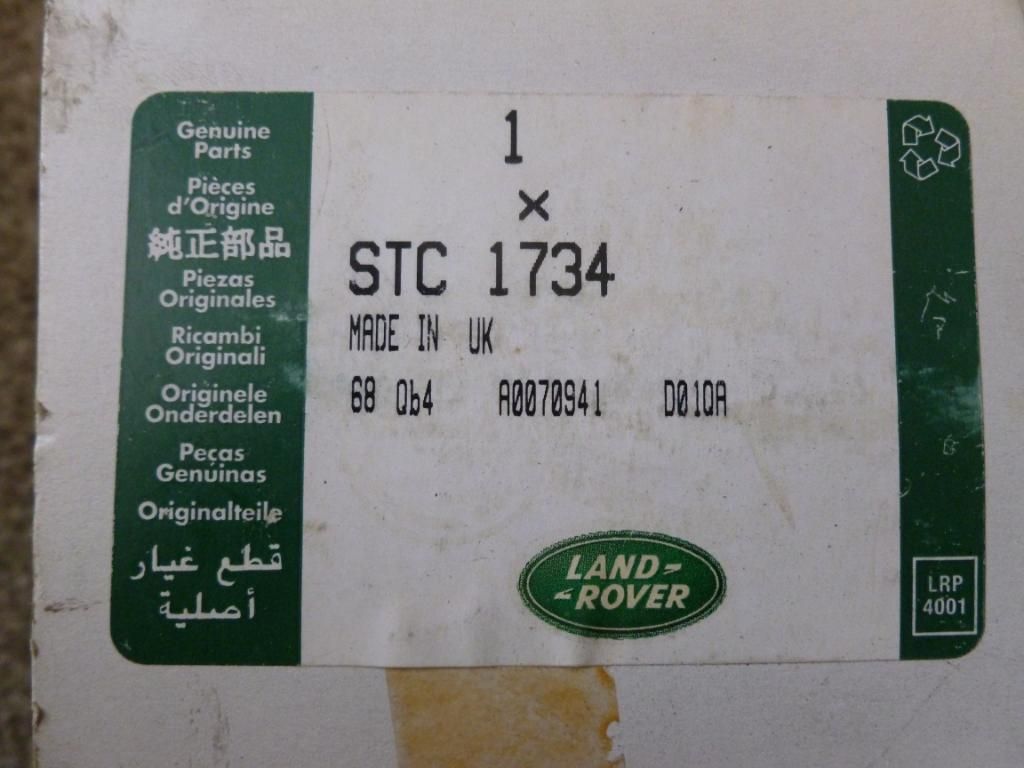 Genuine
Parts
Pièces
d'Origine
純正部品
Piezas
Originales
Ricambi
Originali
Originele
Onderdelen
Peças
Genuinas
Originalteile
قطع غيار
أصلية
1
×
STC 1734
MADE IN UK
68 Qb4 A0070941 D01QA
LAND-
-ROVER
LRP
4001